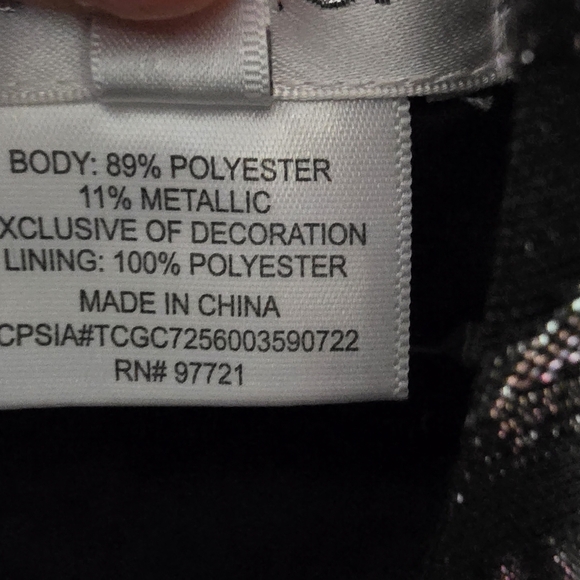 BODY: 89% POLYESTER
11% METALLIC
XCLUSIVE OF DECORATION
LINING: 100% POLYESTER
MADE IN CHINA
CPSIA#TCGC7256003590722
RN# 97721